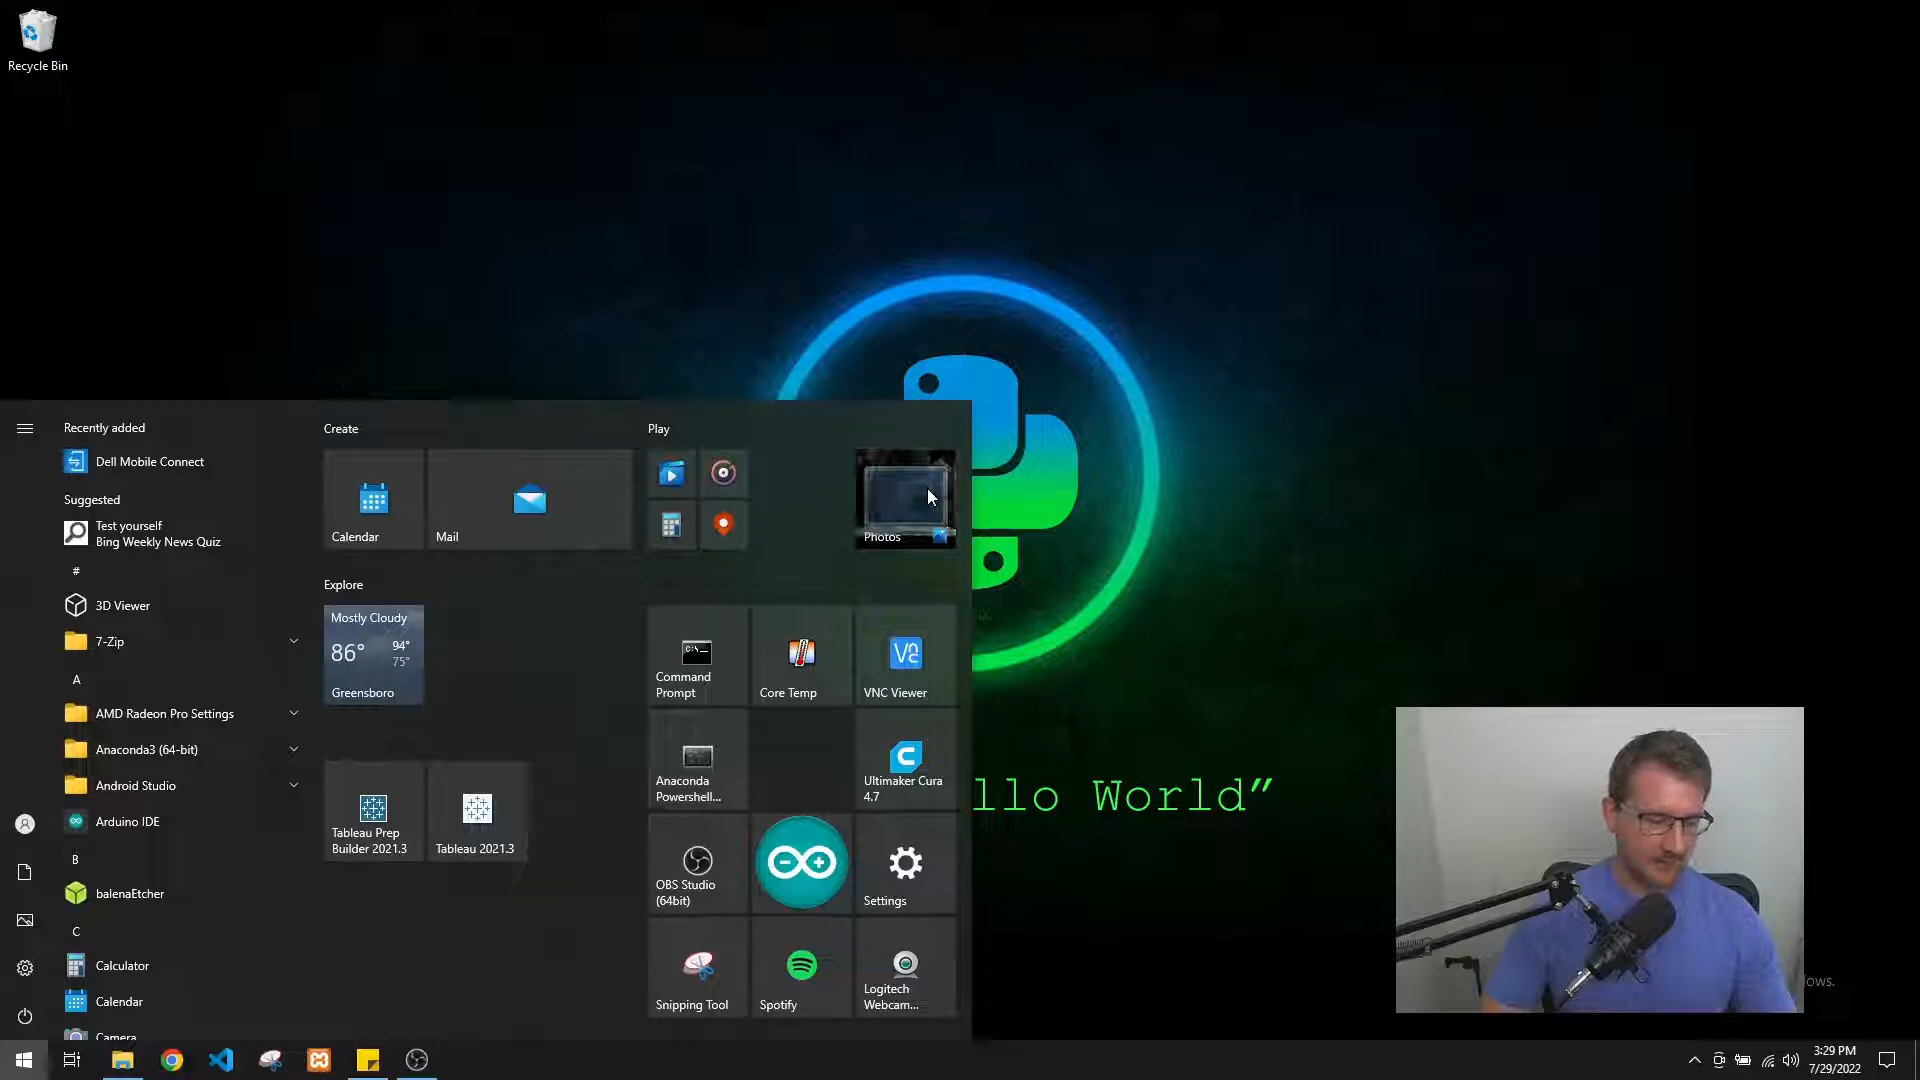 Recycle Bin
Recently added
Dell Mobile Connect
Suggested
Test yourself
Bing Weekly News Quiz
#
3D Viewer
7-Zip
A
AMD Radeon Pro Settings
Anaconda3 (64-bit)
Android Studio
Arduino IDE
B
balenaEtcher
C
Calculator
Calendar
Camera
Create
Calendar
Mail
Explore
Mostly Cloudy
86°
94°
75°
Greensboro
Tableau Prep
Builder 2021.3
Tableau 2021.3
Play
Photos
Command
Prompt
Core Temp
VNC Viewer
Anaconda
Powershell...
Ultimaker Cura
4.7
OBS Studio
(64bit)
Settings
Snipping Tool
Spotify
Logitech
Webcam...
llo World”
ows.
3:29 PM
7/29/2022